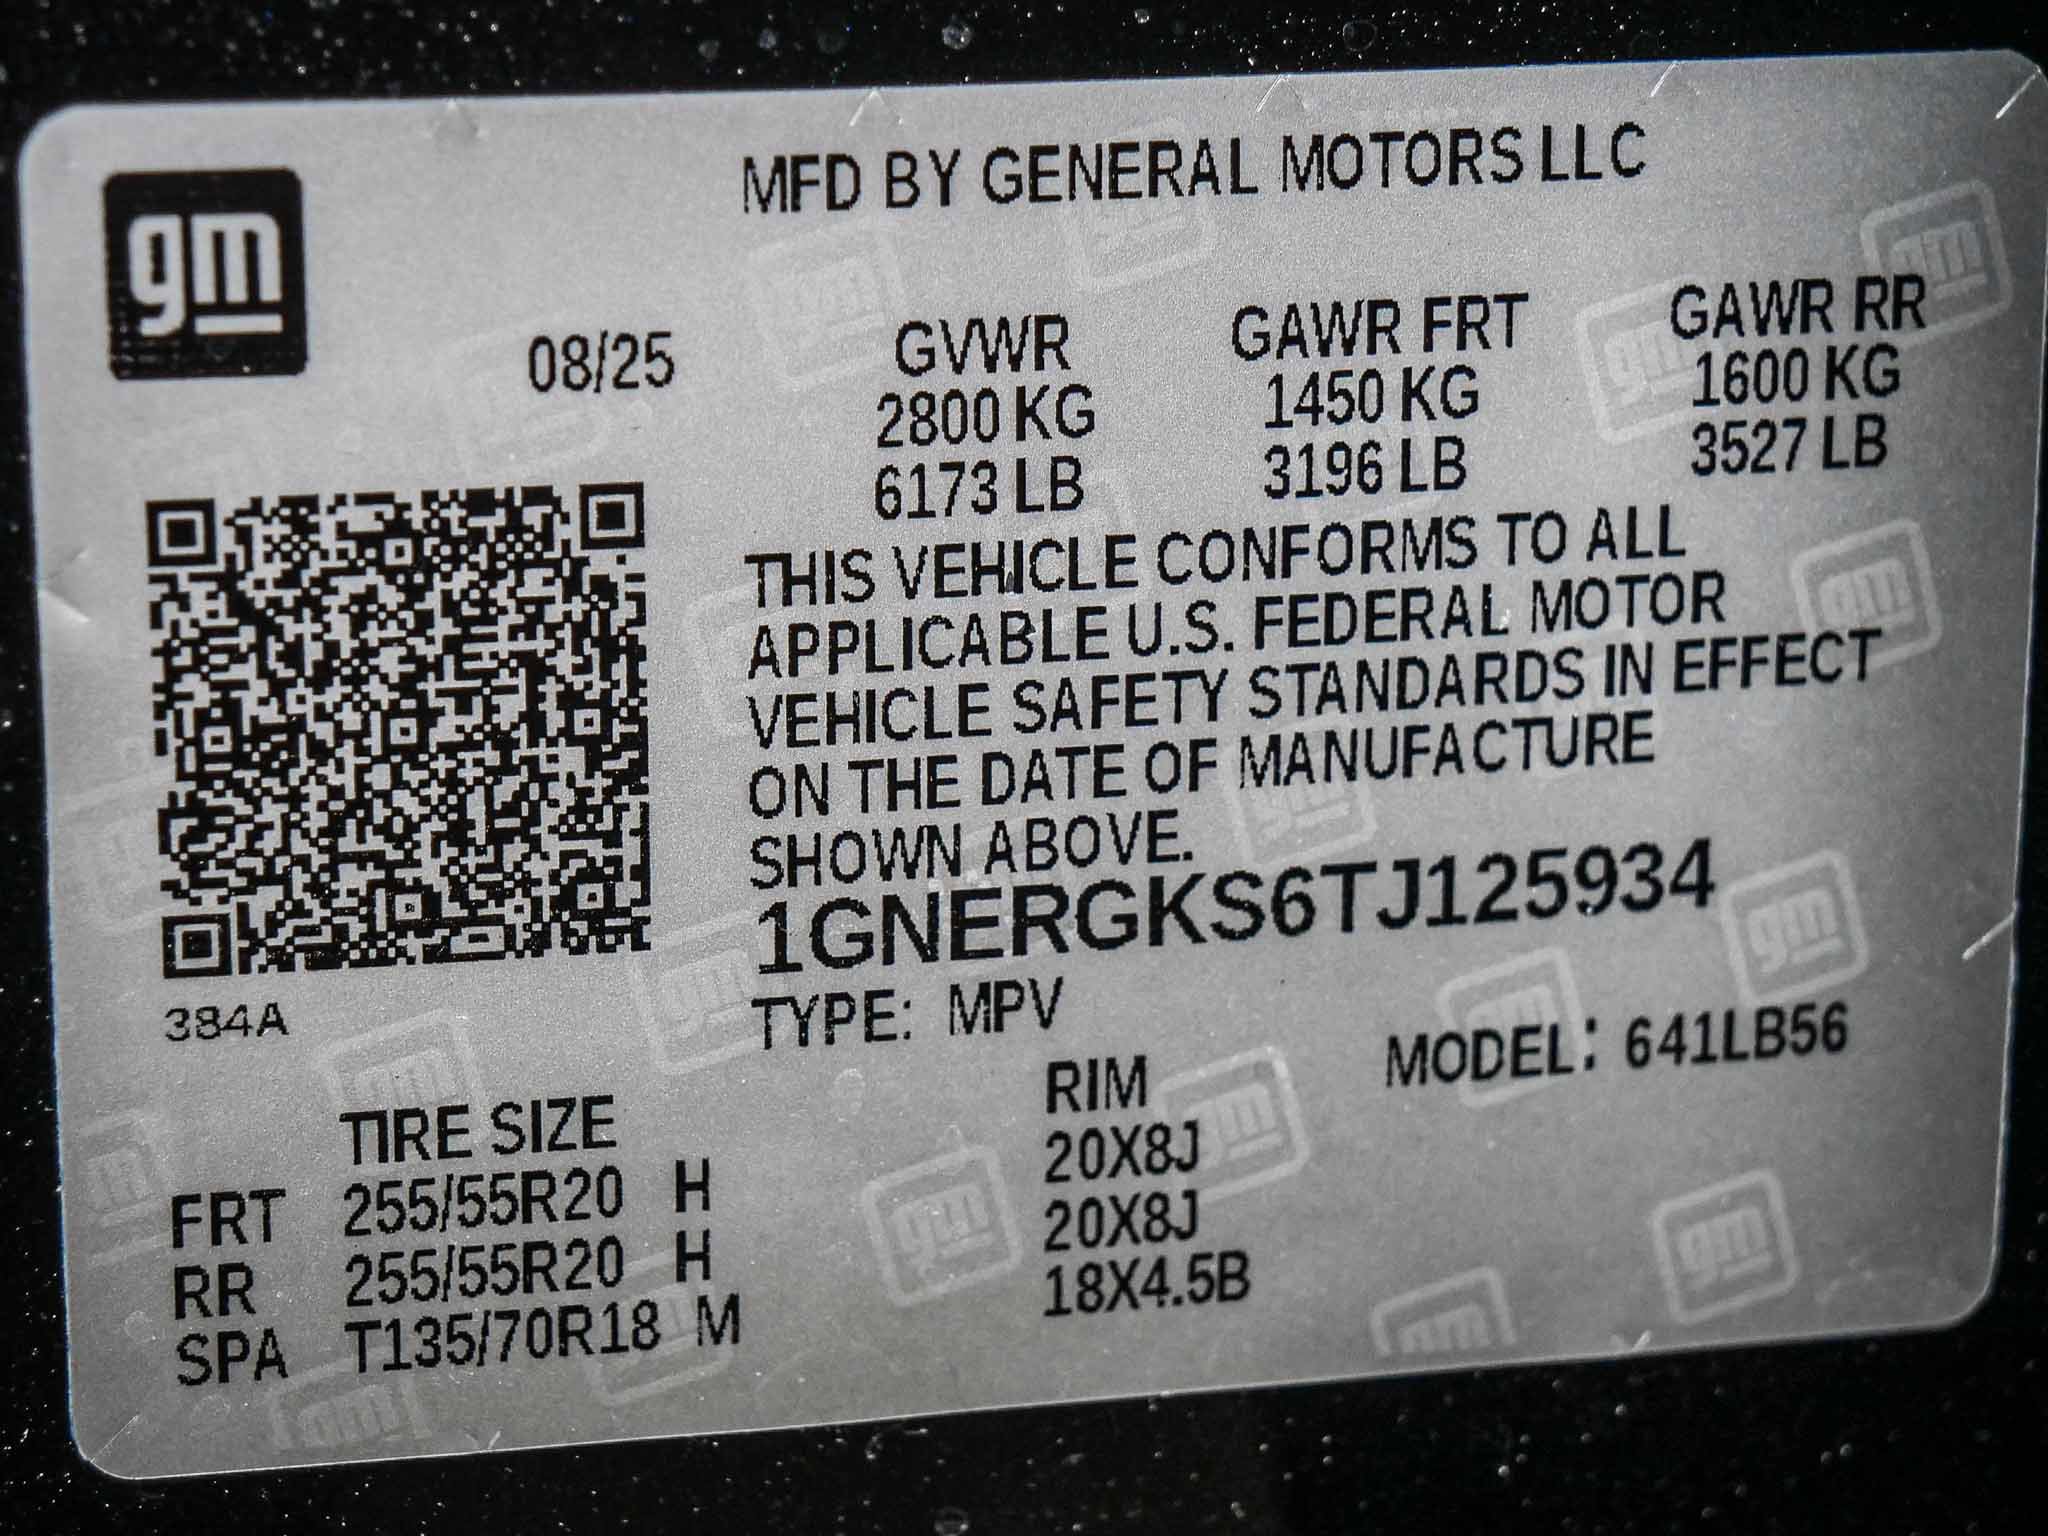 gm
MFD BY GENERAL MOTORS LLC
08/25
GVWR GAWR FRT GAWR RR
2800 KG 1450 KG 1600 KG
6173 LB 3196 LB 3527 LB
THIS VEHICLE CONFORMS TO ALL
APPLICABLE U.S. FEDERAL MOTOR
VEHICLE SAFETY STANDARDS IN EFFECT
ON THE DATE OF MANUFACTURE
SHOWN ABOVE.
1GNERGKS6TJ125934
384A
TYPE: MPV MODEL: 641LB56
TIRE SIZE RIM
FRT 255/55R20 H 20X8J
RR 255/55R20 H 20X8J
SPA T135/70R18 M 18X4.5B